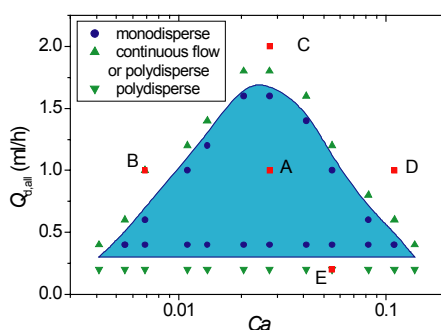 monodisperse
continuous flow
or polydisperse
polydisperse
C
B
A
D
E
2.0
1.5
1.0
0.5
0.0
0.01
0.1
Q_{d,all} (ml/h)
Ca